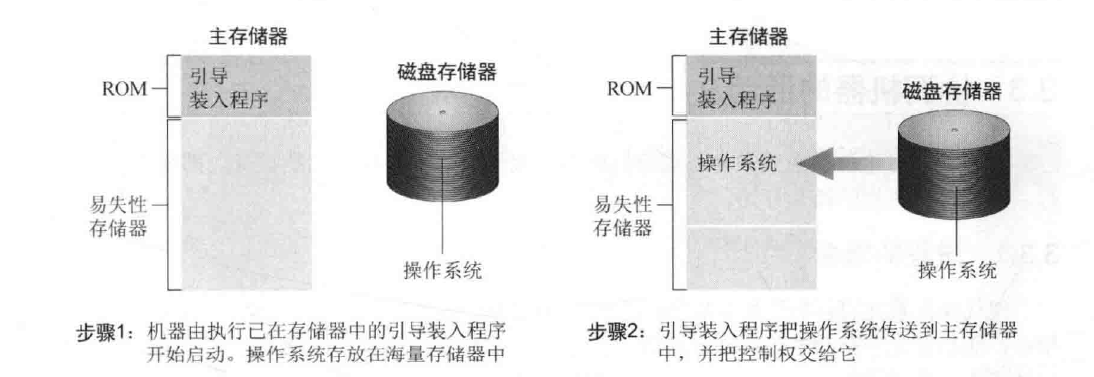 主存储器
ROM
引导
装入程序
磁盘存储器
易失性
存储器
操作系统
步骤1：机器由执行已在存储器中的引导装入程序
开始启动。操作系统存放在海量存储器中
主存储器
ROM
引导
装入程序
磁盘存储器
操作系统
易失性
存储器
操作系统
步骤2：引导装入程序把操作系统传送到主存储器
中，并把控制权交给它